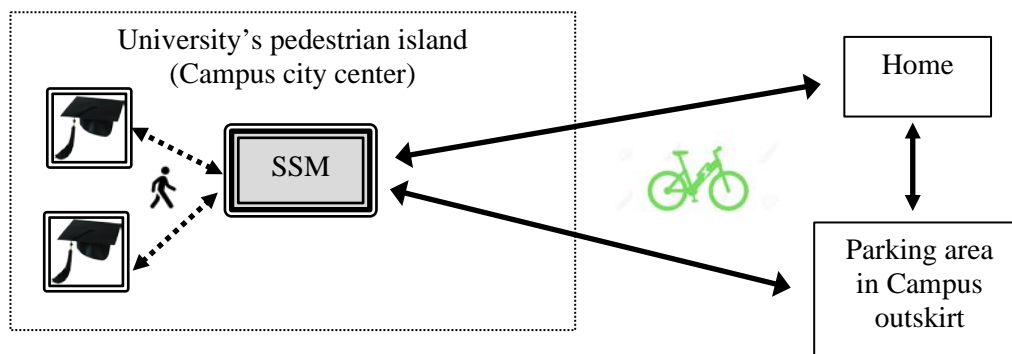 University's pedestrian island
(Campus city center)
SSM
Home
Parking area
in Campus
outskirt